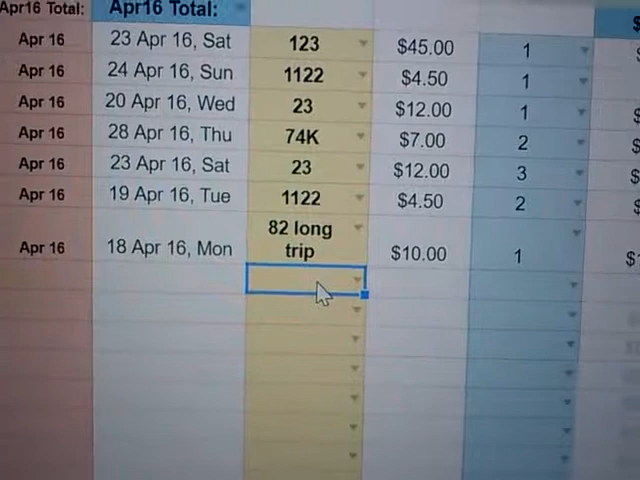 Apr16 Total: Apr16 Total:
Apr 16 23 Apr 16, Sat 123 $45.00 1
Apr 16 24 Apr 16, Sun 1122 $4.50 1
Apr 16 20 Apr 16, Wed 23 $12.00 1
Apr 16 28 Apr 16, Thu 74K $7.00 2
Apr 16 23 Apr 16, Sat 23 $12.00 3
Apr 16 19 Apr 16, Tue 1122 $4.50 2
82 long
Apr 16 18 Apr 16, Mon trip $10.00 1